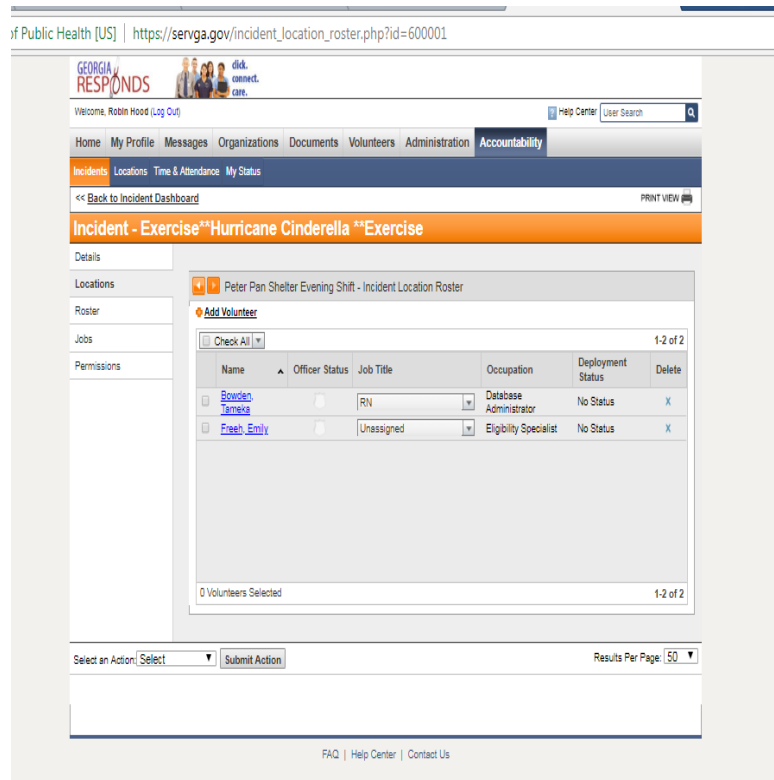 of Public Health [US] | https://servga.gov/incident_location_roster.php?id=600001
GEORGIA RESPONDS
click. connect. care.
Welcome, Robin Hood (Log Out)
Help Center User Search
Home My Profile Messages Organizations Documents Volunteers Administration Accountability
Incidents Locations Time & Attendance My Status
<< Back to Incident Dashboard PRINT VIEW
Incident - Exercise**Hurricane Cinderella **Exercise
Details
Locations
Roster
Jobs
Permissions
Peter Pan Shelter Evening Shift - Incident Location Roster
Add Volunteer
Check All 1-2 of 2
Name Officer Status Job Title Occupation Deployment Status Delete
Bowden, Tameka RN Database Administrator No Status X
Freeh, Emily Unassigned Eligibility Specialist No Status X
0 Volunteers Selected 1-2 of 2
Select an Action: Select Submit Action Results Per Page: 50
FAQ | Help Center | Contact Us